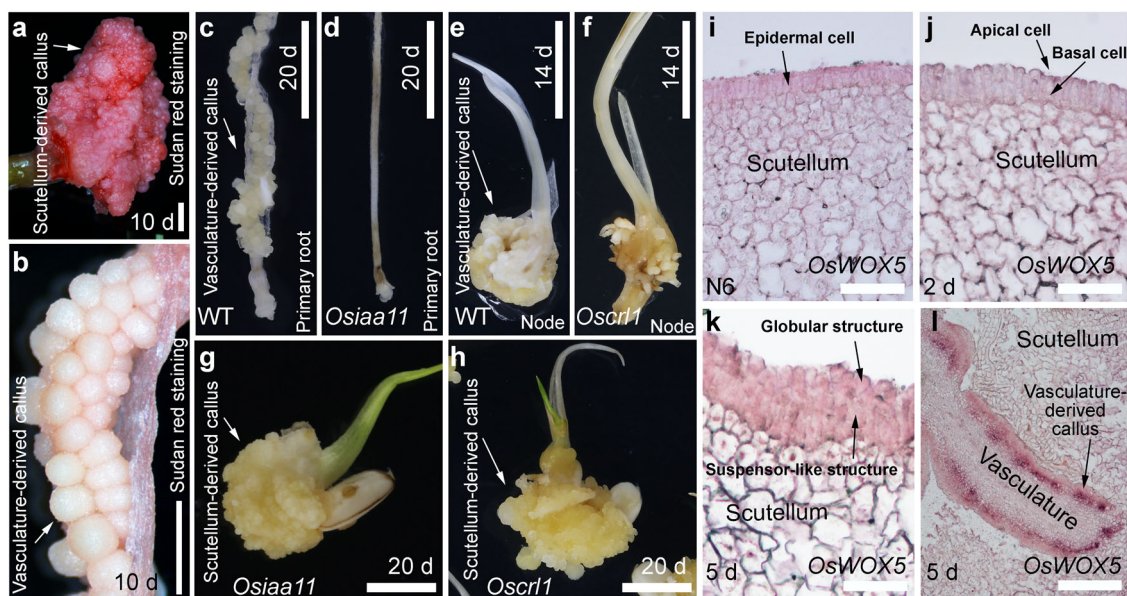 a
Scutellum-derived callus
Sudan red staining
10 d
b
Vasculature-derived callus
Sudan red staining
10 d
c
Vasculature-derived callus
20 d
WT
Primary root
d
20 d
Osiaa11
Primary root
e
Vasculature-derived callus
14 d
WT
Node
f
14 d
Oscrl1
Node
g
Scutellum-derived callus
Osiaa11
20 d
h
Scutellum-derived callus
Oscrl1
20 d
i
Epidermal cell
Scutellum
OsWOX5
N6
j
Apical cell
Basal cell
Scutellum
OsWOX5
2 d
k
Globular structure
Suspensor-like structure
Scutellum
OsWOX5
5 d
l
Scutellum
Vasculature-
derived
callus
Vasculature
OsWOX5
5 d